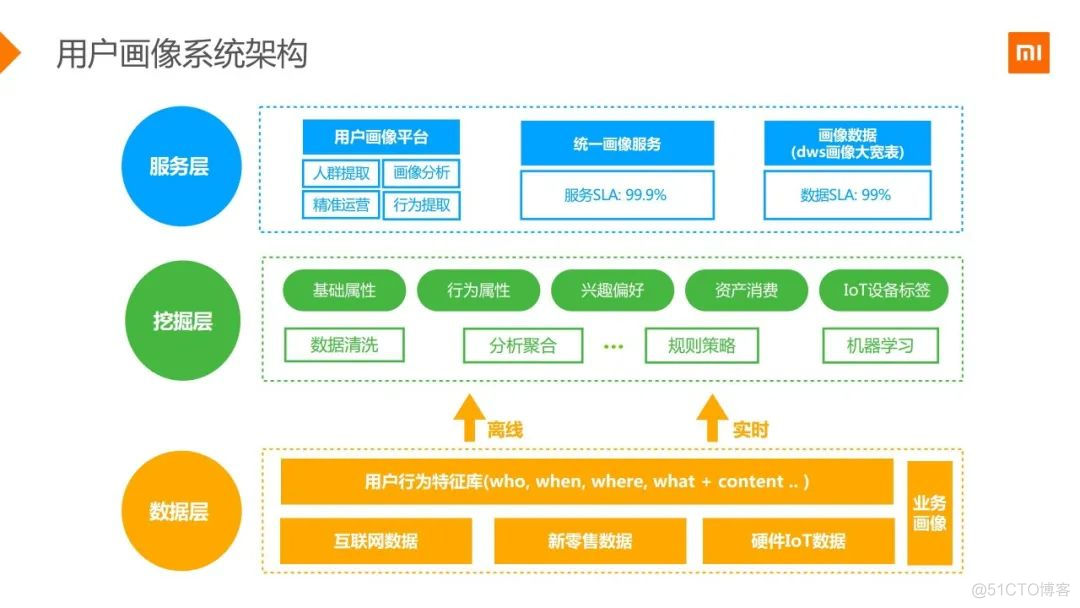 用户画像系统架构
mi
服务层
用户画像平台
人群提取
画像分析
精准运营
行为提取
统一画像服务
服务SLA: 99.9%
画像数据
(dws画像大宽表)
数据SLA: 99%
挖掘层
基础属性
行为属性
兴趣偏好
资产消费
IoT设备标签
数据清洗
分析聚合
...
规则策略
机器学习
离线
实时
数据层
用户行为特征库(who, when, where, what + content .. )
互联网数据
新零售数据
硬件IoT数据
业务
画像
@51CTO博客